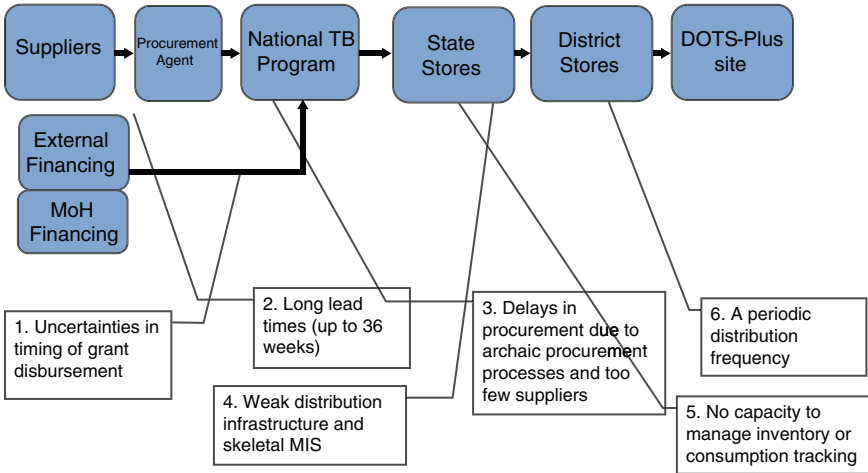 Suppliers
Procurement
Agent
National TB
Program
State
Stores
District
Stores
DOTS-Plus
site
External
Financing
MoH
Financing
1. Uncertainties in
timing of grant
disbursement
2. Long lead
times (up to 36
weeks)
3. Delays in
procurement due to
archaic procurement
processes and too
few suppliers
4. Weak distribution
infrastructure and
skeletal MIS
5. No capacity to
manage inventory or
consumption tracking
6. A periodic
distribution
frequency